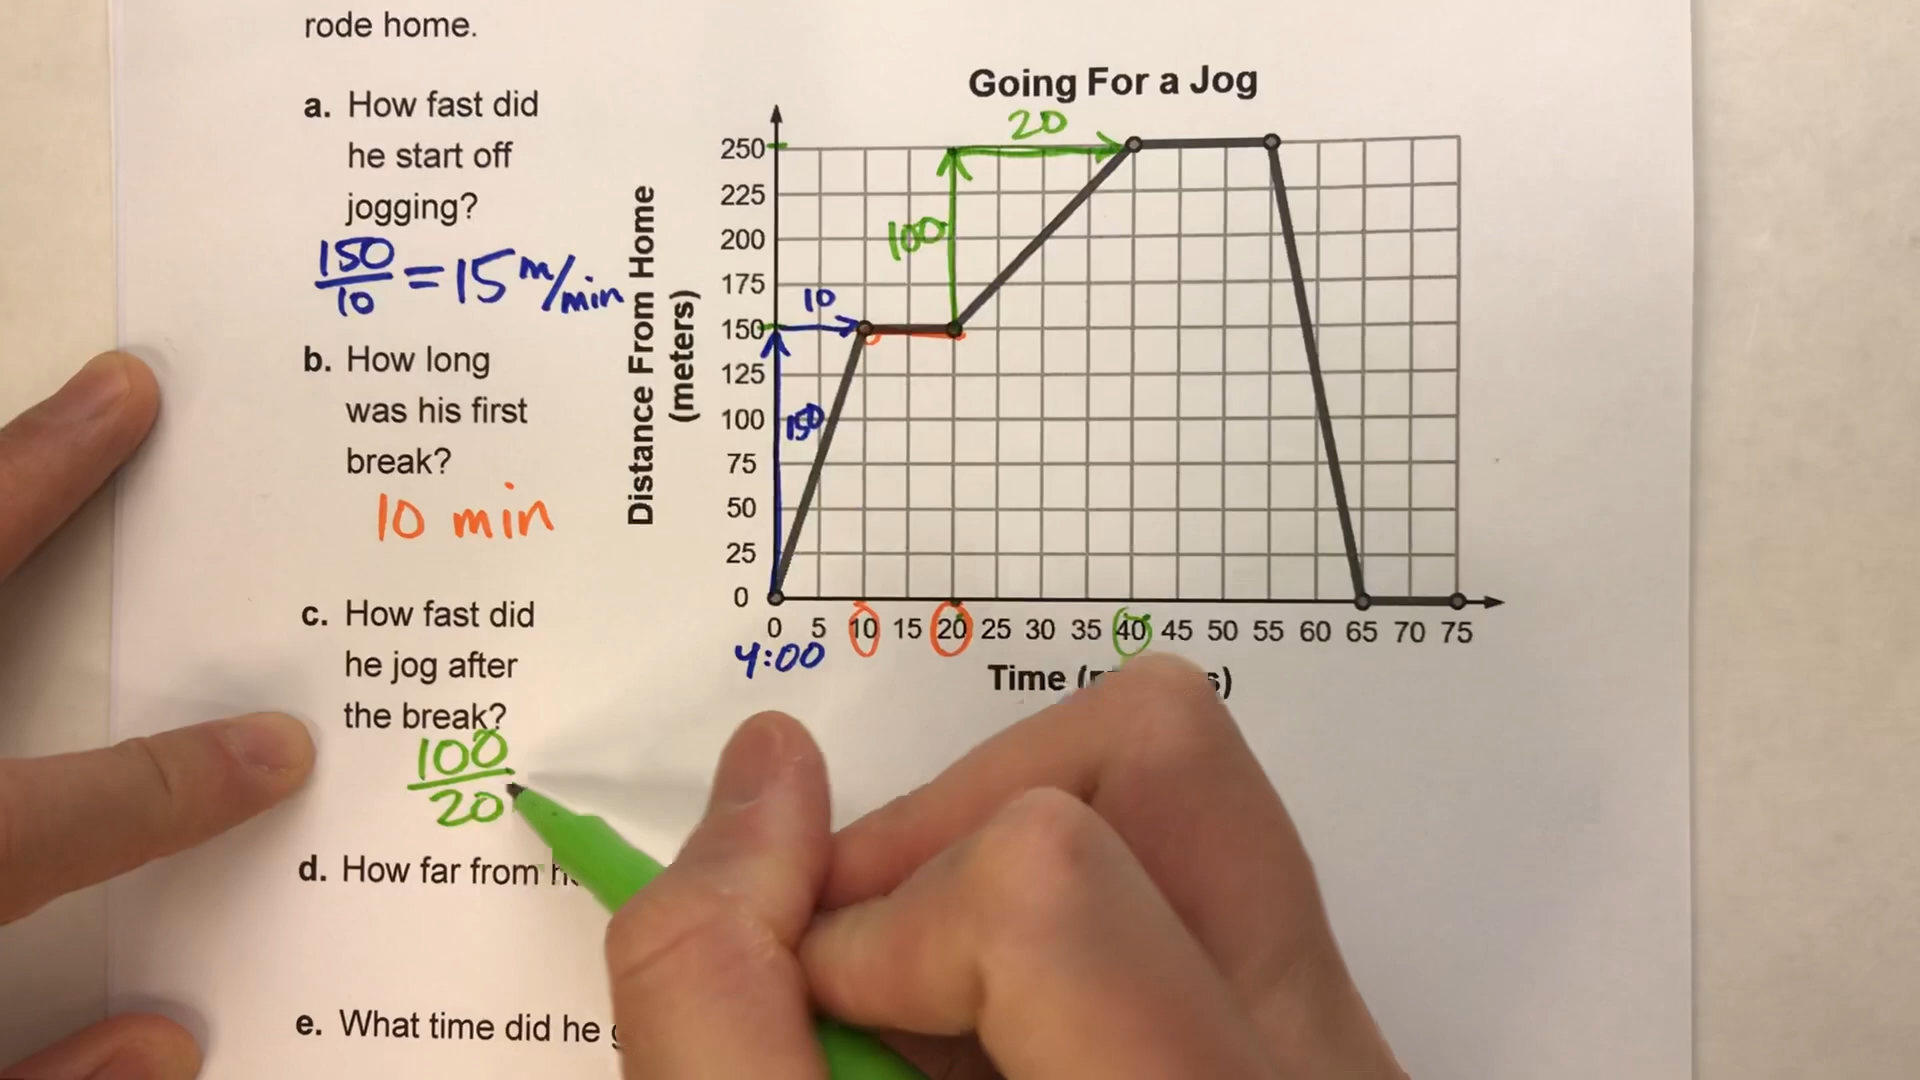 rode home.
a. How fast did
he start off
jogging?
150
10
= 15 m/min
b. How long
was his first
break?
10 min
c. How fast did
he jog after
the break?
100
20
d. How far from
e. What time did he
Going For a Jog
Distance From Home
(meters)
250
225
200
175
150
125
100
75
50
25
0
20
100
10
150
0 5 10 15 20 25 30 35 40 45 50 55 60 65 70 75
4:00
Time